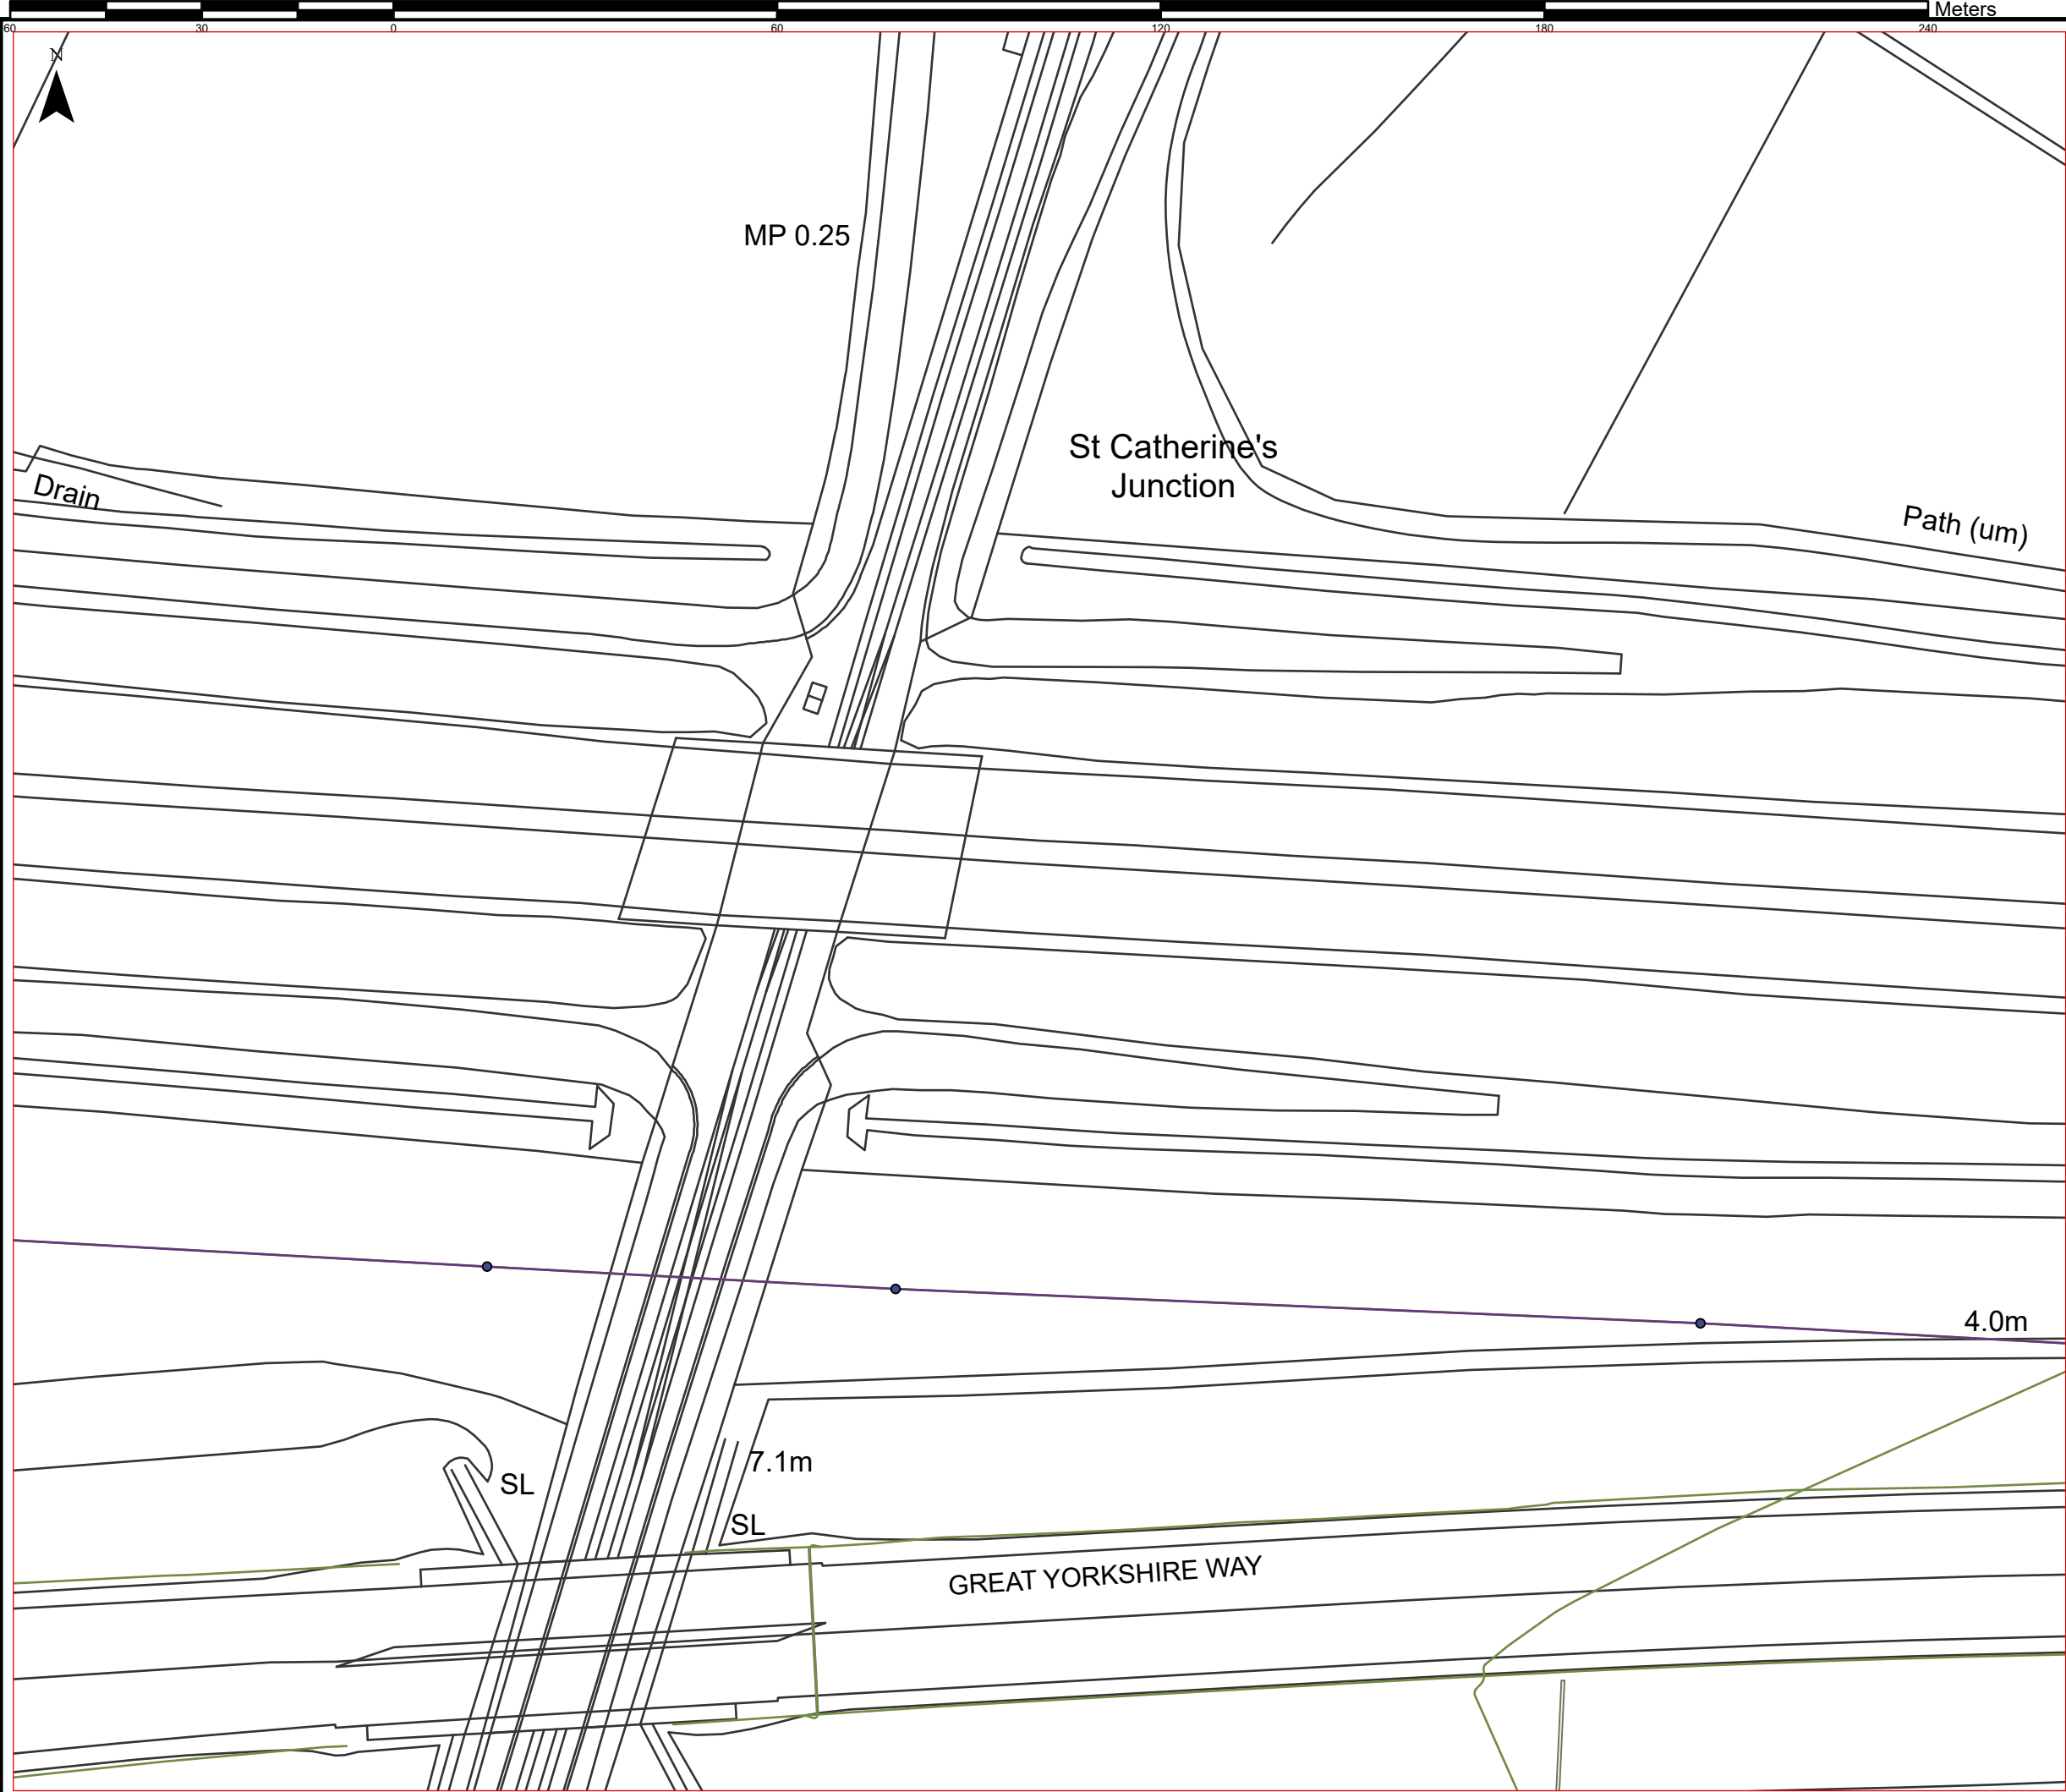 Meters
60 30 0 60 120 180 240
N
MP 0.25
St Catherine's
Junction
Drain
Path (um)
4.0m
7.1m
SL
SL
GREAT YORKSHIRE WAY